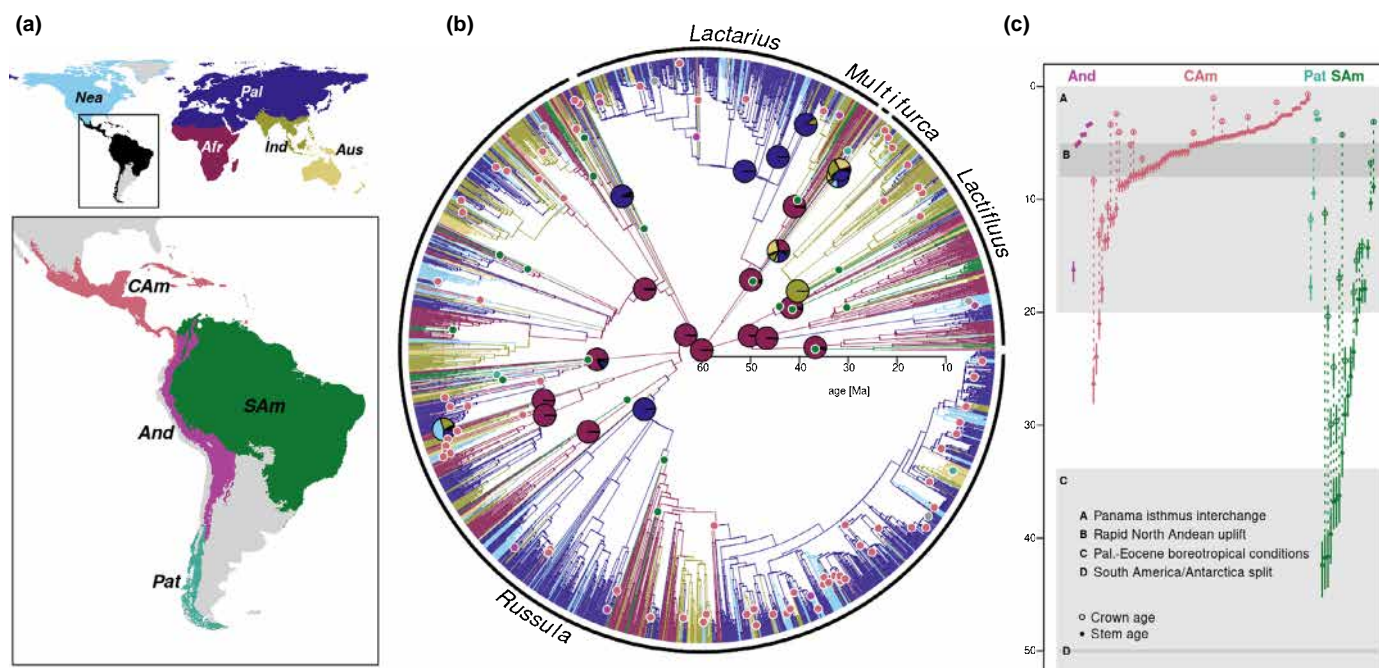 (a)
Nea
Pal
Afr
Ind
Aus
CAm
SAm
And
Pat
(b)
Lactarius
Multifurca
Lactifluus
Russula
60 50 40 30 20 10
age [Ma]
(c)
And CAm Pat SAm
0
A
B
10
20
30
C
A Panama isthmus interchange
B Rapid North Andean uplift
C Pal.-Eocene boreotropical conditions
40
D South America/Antarctica split
Crown age
Stem age
50
D